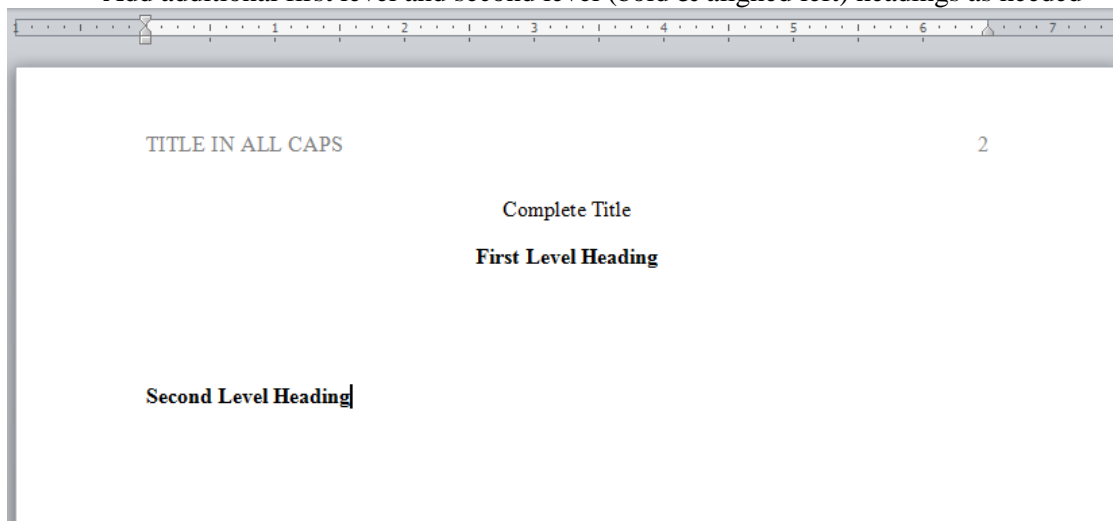 Add additional first level and second level (bold & aligned left) headings as needed
1 1 2 3 4 5 6 7
TITLE IN ALL CAPS 2
Complete Title
First Level Heading
Second Level Heading